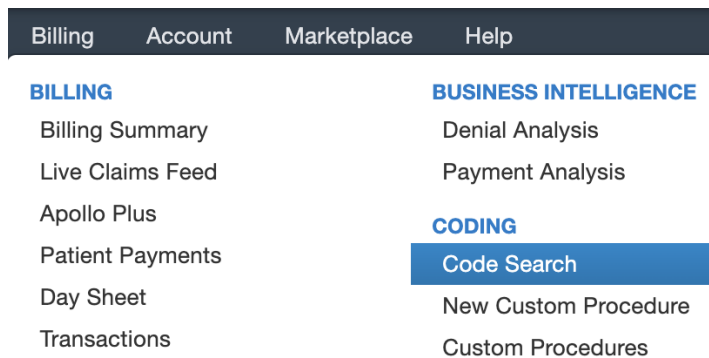 Billing Account Marketplace Help
BILLING
Billing Summary
Live Claims Feed
Apollo Plus
Patient Payments
Day Sheet
Transactions
BUSINESS INTELLIGENCE
Denial Analysis
Payment Analysis
CODING
Code Search
New Custom Procedure
Custom Procedures